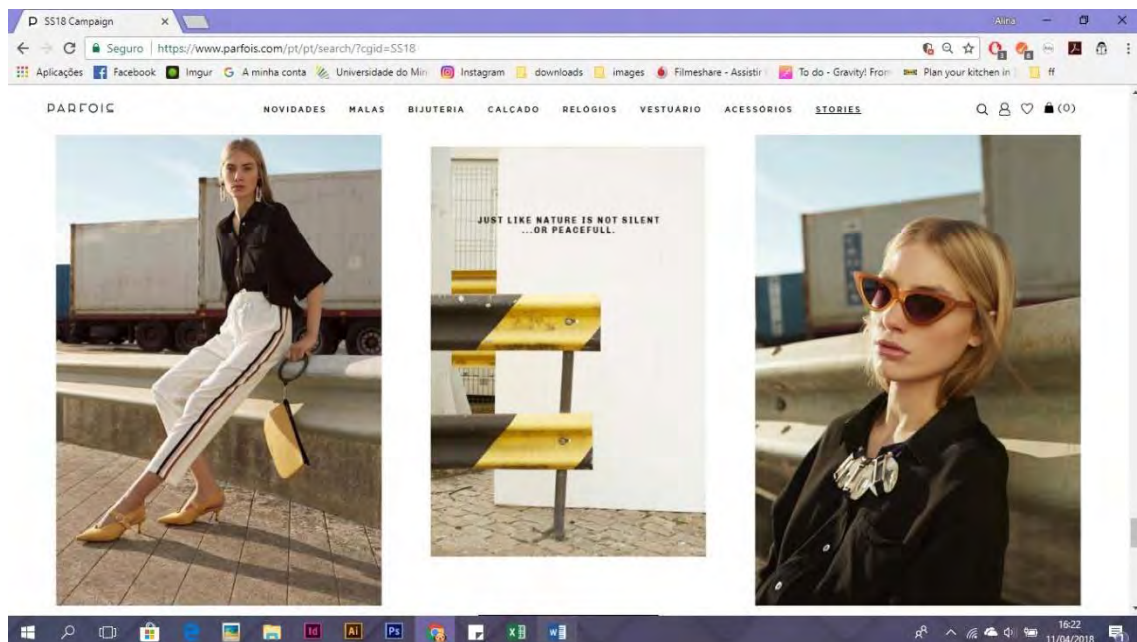 SS18 Campaign
Alina
Seguro https://www.parfois.com/pt/pt/search/?cgid=SS18
Aplicações Facebook Imgur A minha conta Universidade do Min Instagram downloads images Filmeshare - Assistir To do - Gravity! From Plan your kitchen in ff
PARFOIS NOVIDADES MALAS BIJUTERIA CALÇADO RELÓGIOS VESTUÁRIO ACESSÓRIOS STORIES (0)
JUST LIKE NATURE IS NOT SILENT
...OR PEACEFULL.
Id Ai Ps
16:22
11/04/2018